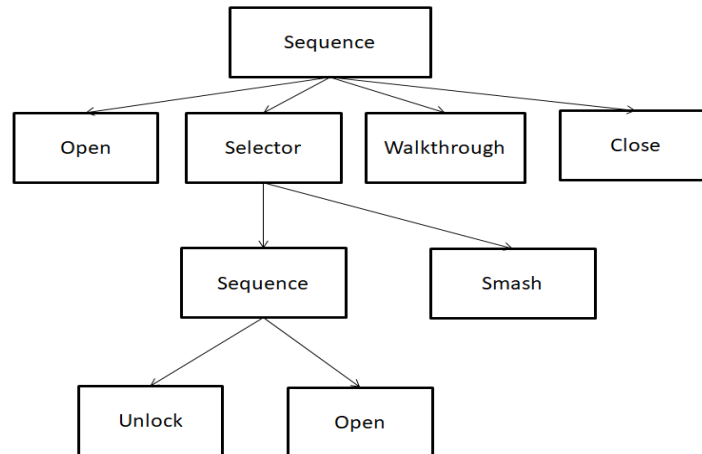 Sequence
Open
Selector
Walkthrough
Close
Sequence
Smash
Unlock
Open